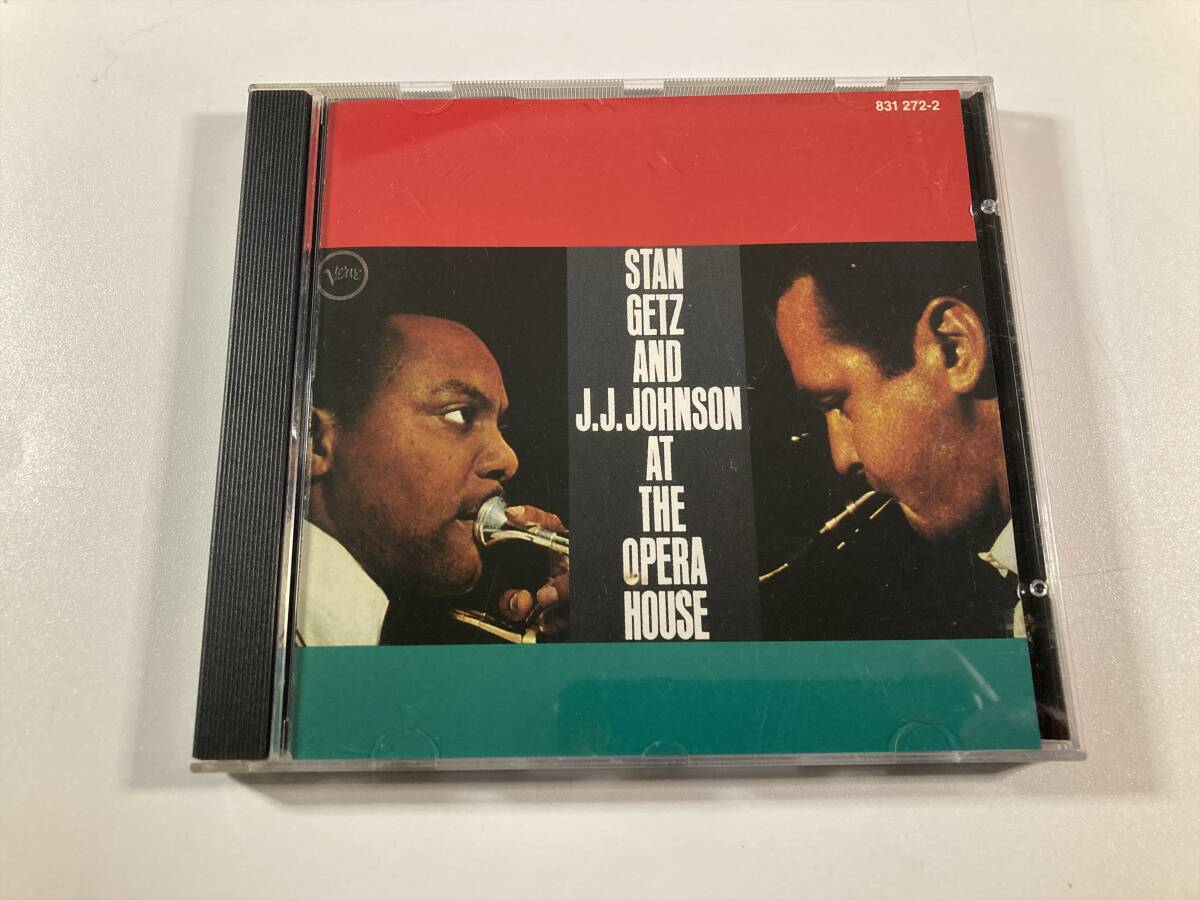 831 272-2
Verve
STAN
GETZ
AND
J.J. JOHNSON
AT
THE
OPERA
HOUSE